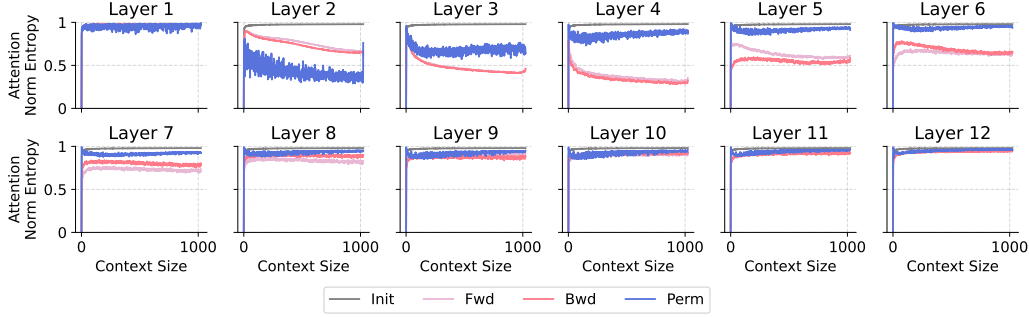 Layer 1 Layer 2 Layer 3 Layer 4 Layer 5 Layer 6
Attention
Norm Entropy
1
0.5
0
Layer 7 Layer 8 Layer 9 Layer 10 Layer 11 Layer 12
Attention
Norm Entropy
1
0.5
0
0 1000 0 1000 0 1000 0 1000 0 1000 0 1000
Context Size Context Size Context Size Context Size Context Size Context Size
Init Fwd Bwd Perm